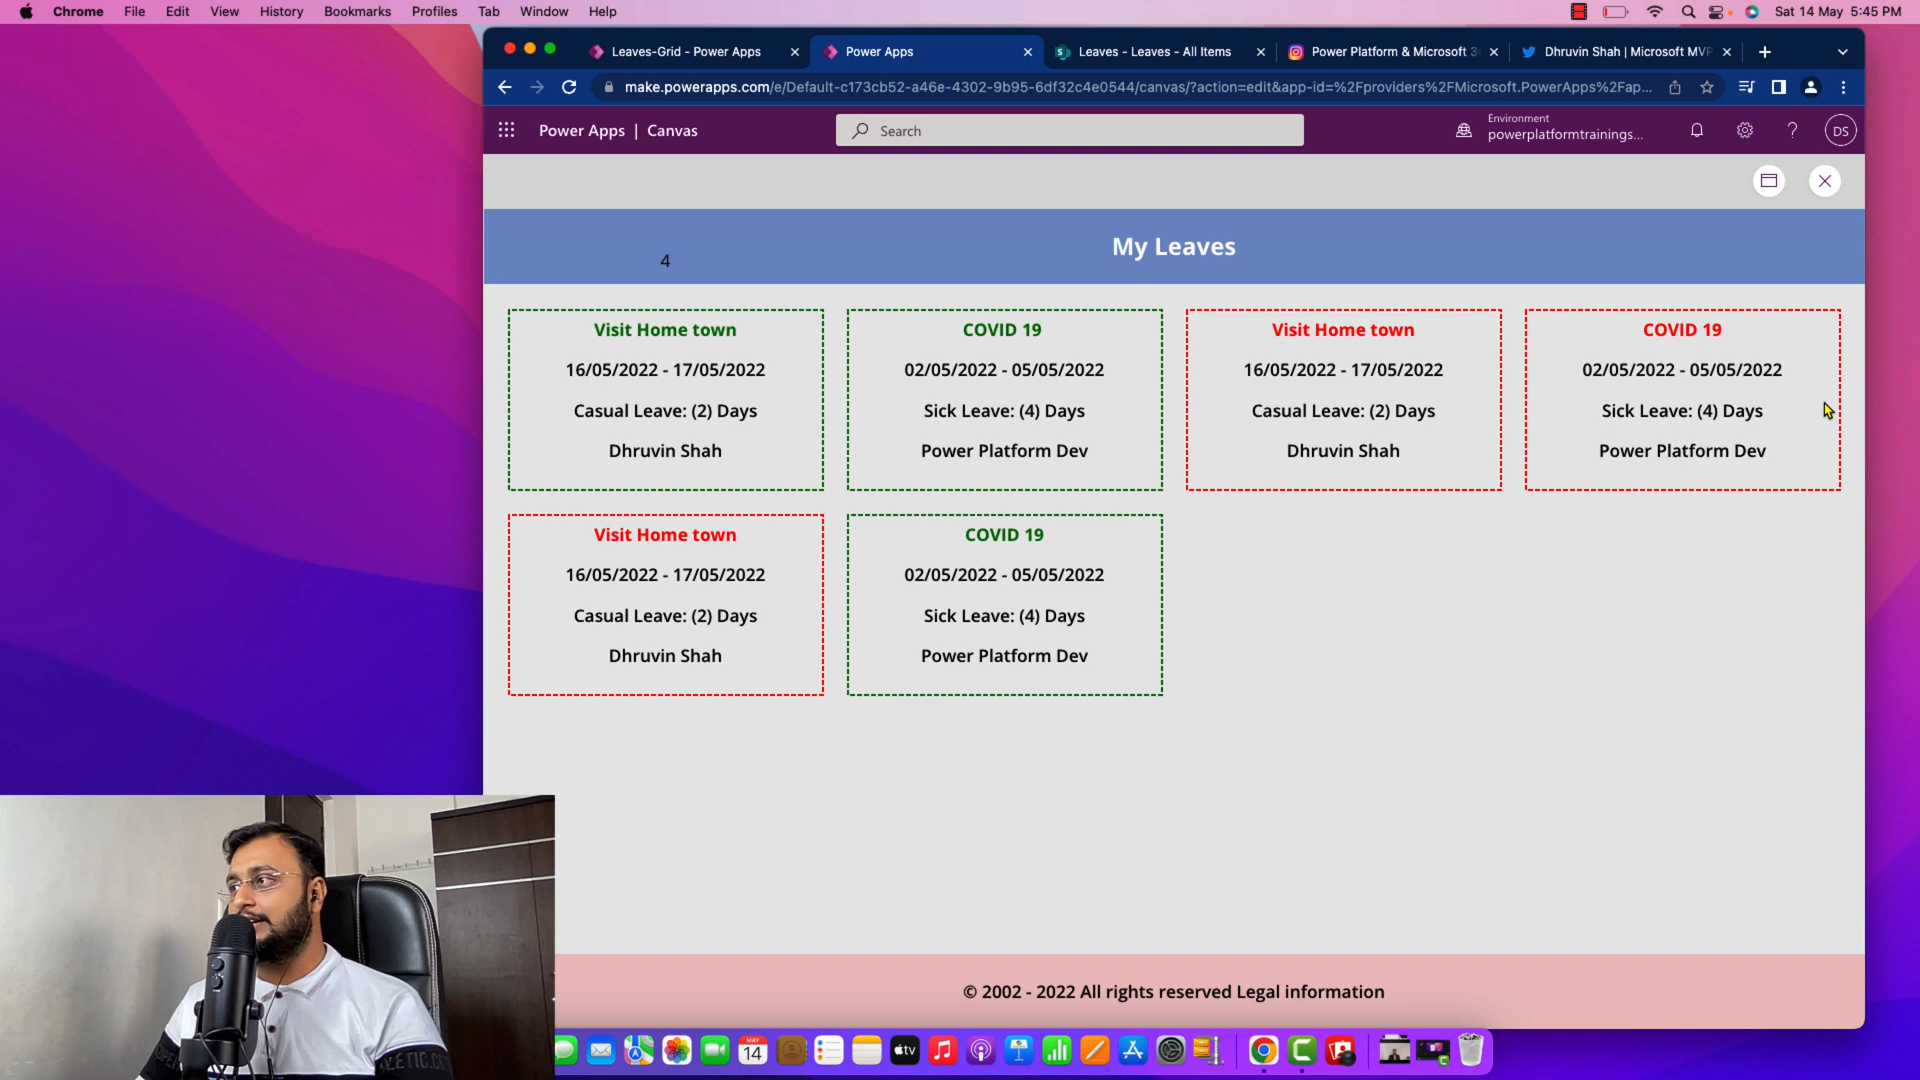 Chrome File Edit View History Bookmarks Profiles Tab Window Help Sat 14 May 5:45 PM
Leaves-Grid - Power Apps Power Apps Leaves - Leaves - All Items Power Platform & Microsoft 3 Dhruvin Shah | Microsoft MVP
make.powerapps.com/e/Default-c173cb52-a46e-4302-9b95-6df32c4e0544/canvas/?action=edit&app-id=%2Fproviders%2FMicrosoft.PowerApps%2Fap...
Power Apps | Canvas Search Environment
powerplatformtrainings... ? DS
My Leaves
4
Visit Home town
16/05/2022 - 17/05/2022
Casual Leave: (2) Days
Dhruvin Shah
COVID 19
02/05/2022 - 05/05/2022
Sick Leave: (4) Days
Power Platform Dev
Visit Home town
16/05/2022 - 17/05/2022
Casual Leave: (2) Days
Dhruvin Shah
COVID 19
02/05/2022 - 05/05/2022
Sick Leave: (4) Days
Power Platform Dev
Visit Home town
16/05/2022 - 17/05/2022
Casual Leave: (2) Days
Dhruvin Shah
COVID 19
02/05/2022 - 05/05/2022
Sick Leave: (4) Days
Power Platform Dev
© 2002 - 2022 All rights reserved Legal information
MAY
14
tv